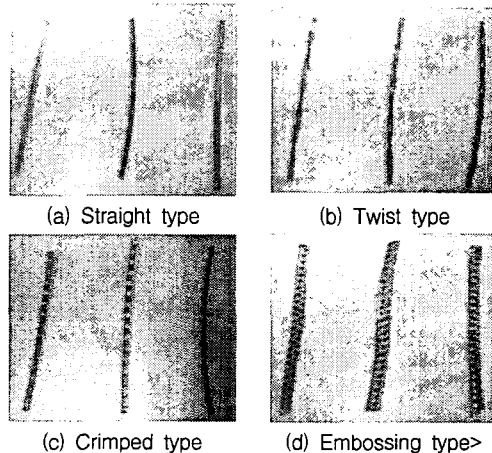 (a) Straight type
(b) Twist type
(c) Crimped type
(d) Embossing type>